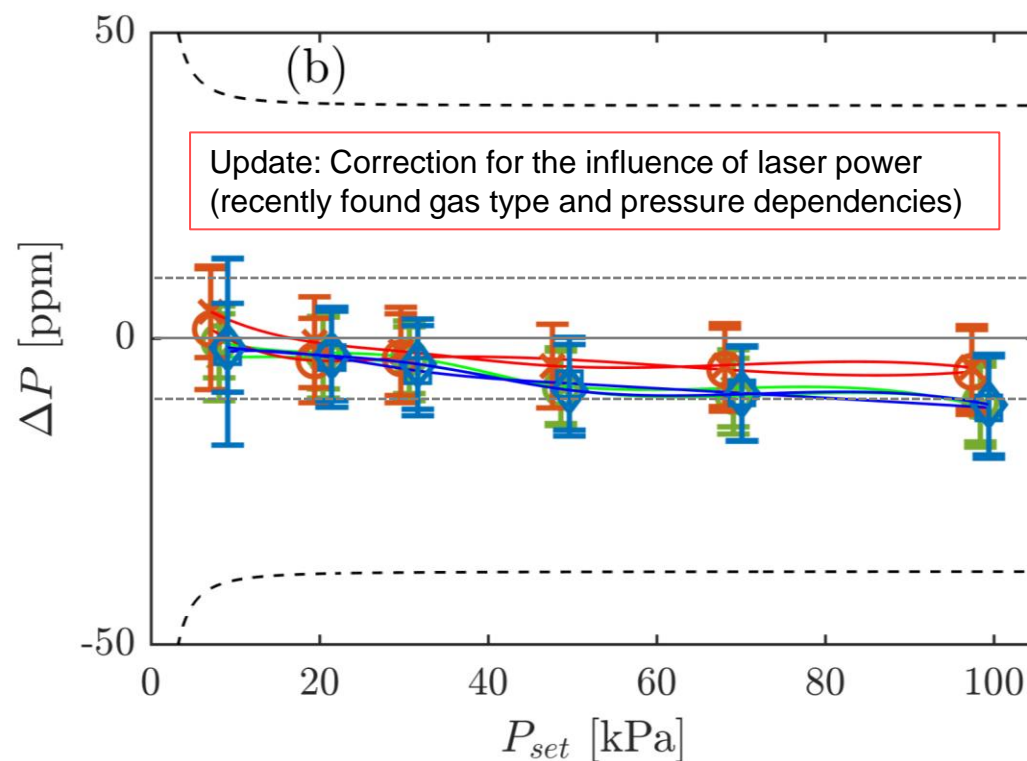 50
(b)
Update: Correction for the influence of laser power
(recently found gas type and pressure dependencies)
ΔP [ppm]
0
-50
0 20 40 60 80 100
P_set [kPa]